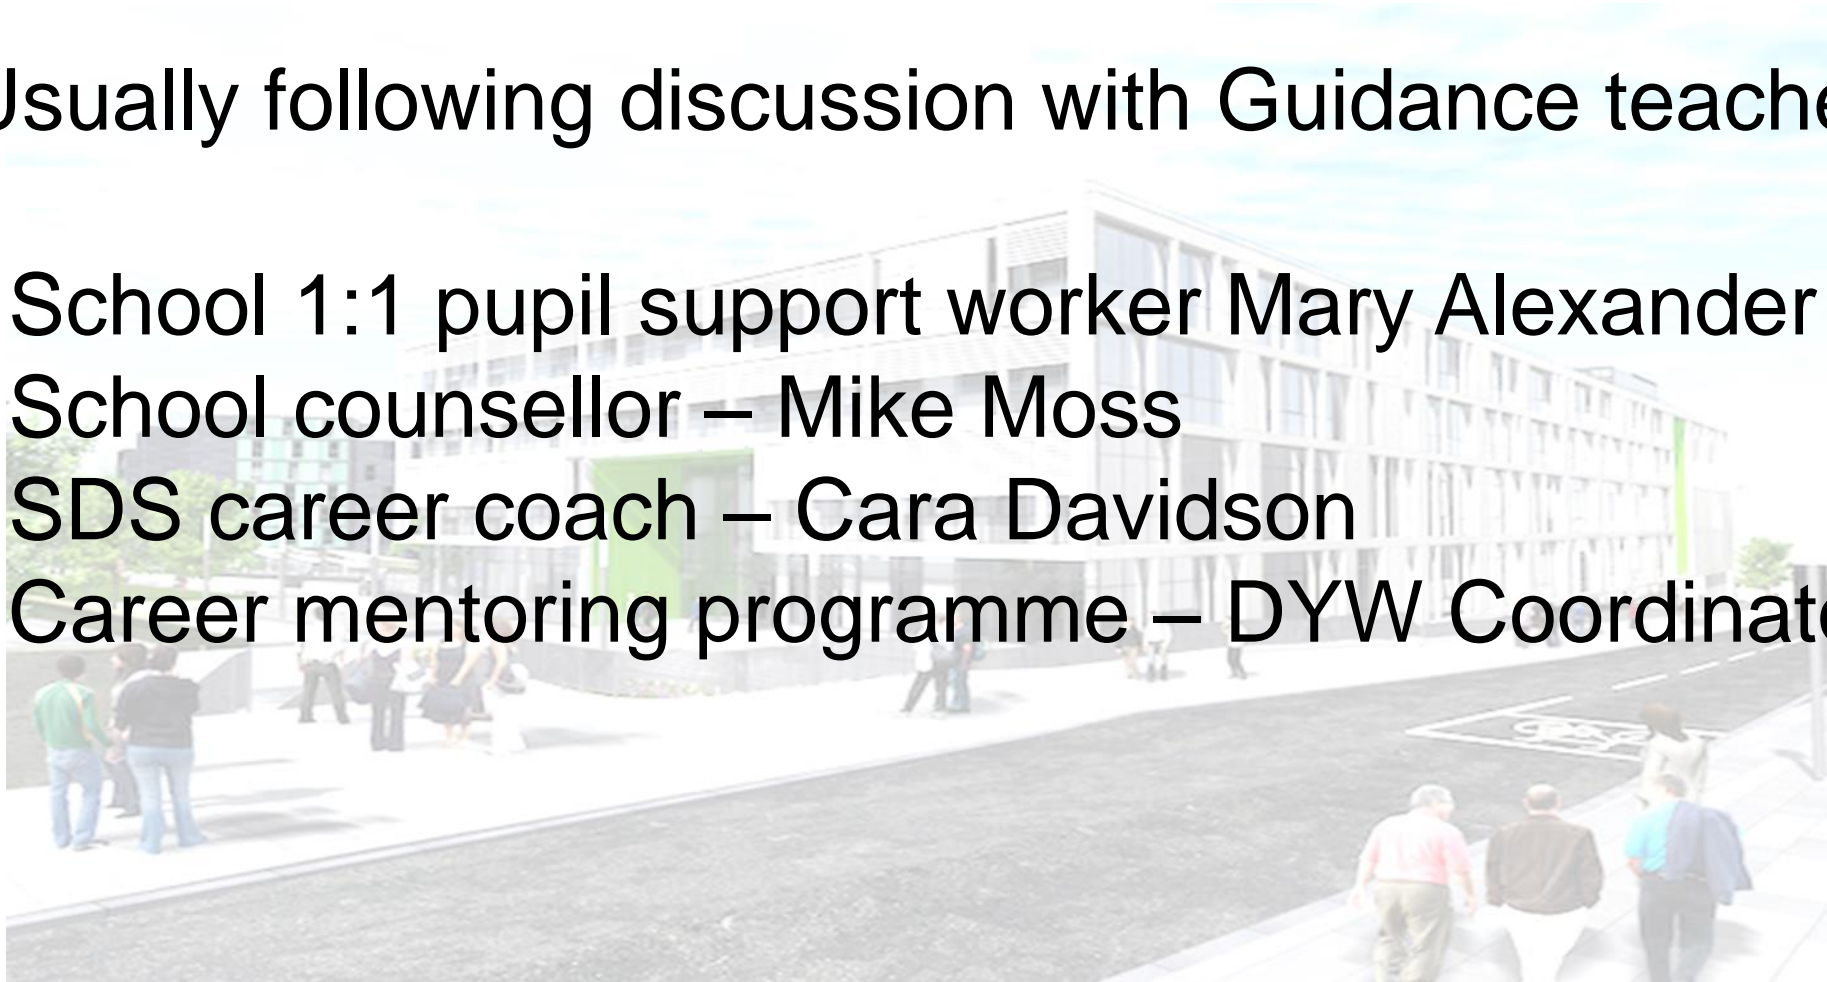 Usually following discussion with Guidance teache
School 1:1 pupil support worker Mary Alexander
School counsellor – Mike Moss
SDS career coach – Cara Davidson
Career mentoring programme – DYW Coordinato